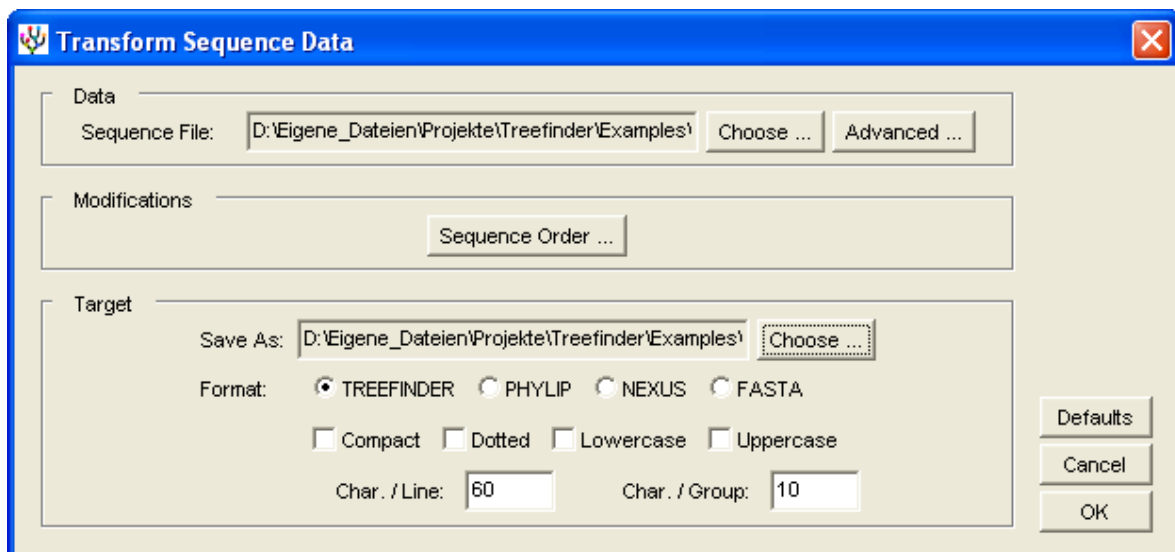 Transform Sequence Data
Data
Sequence File: D:\Eigene_Dateien\Projekte\Treefinder\Examples\ Choose ... Advanced ...
Modifications
Sequence Order ...
Target
Save As: D:\Eigene_Dateien\Projekte\Treefinder\Examples\ Choose ...
Format: TREEFINDER PHYLIP NEXUS FASTA
Compact Dotted Lowercase Uppercase
Char. / Line: 60 Char. / Group: 10
Defaults
Cancel
OK